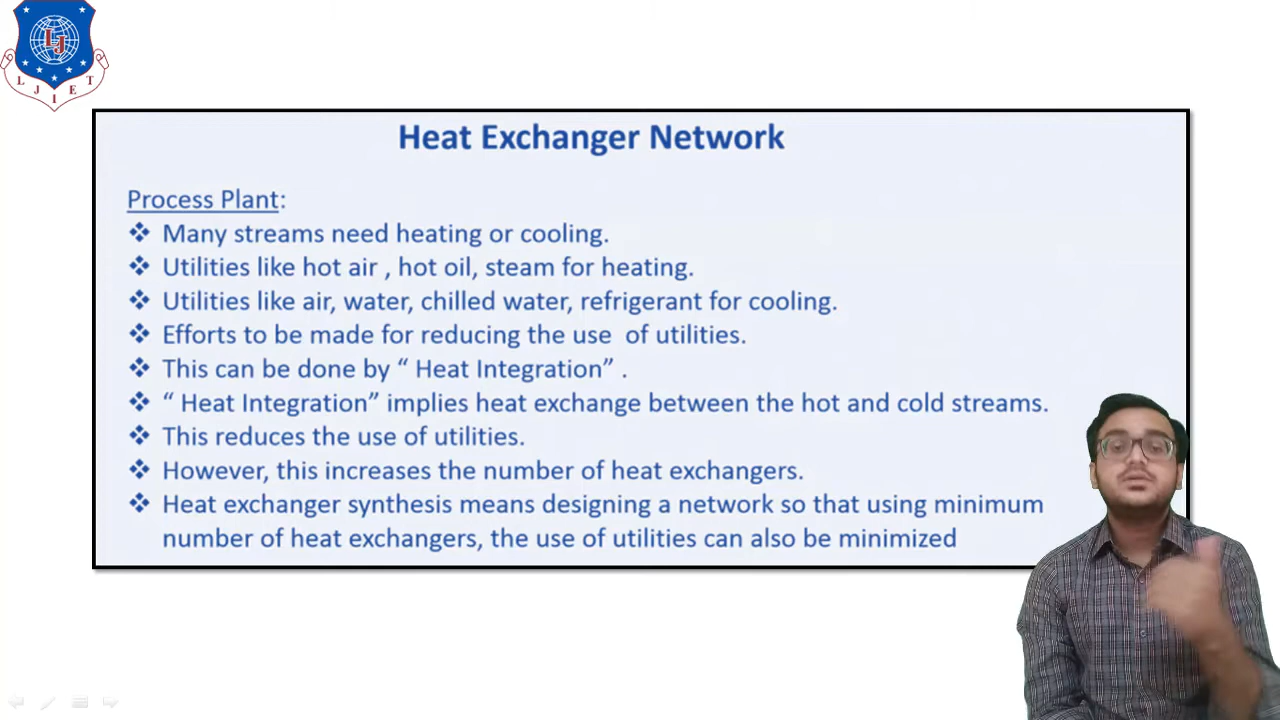 LJ
L J I E T
Heat Exchanger Network
Process Plant:
❖ Many streams need heating or cooling.
❖ Utilities like hot air , hot oil, steam for heating.
❖ Utilities like air, water, chilled water, refrigerant for cooling.
❖ Efforts to be made for reducing the use  of utilities.
❖ This can be done by “ Heat Integration” .
❖ “ Heat Integration” implies heat exchange between the hot and cold streams.
❖ This reduces the use of utilities.
❖ However, this increases the number of heat exchangers.
❖ Heat exchanger synthesis means designing a network so that using minimum
number of heat exchangers, the use of utilities can also be minimized